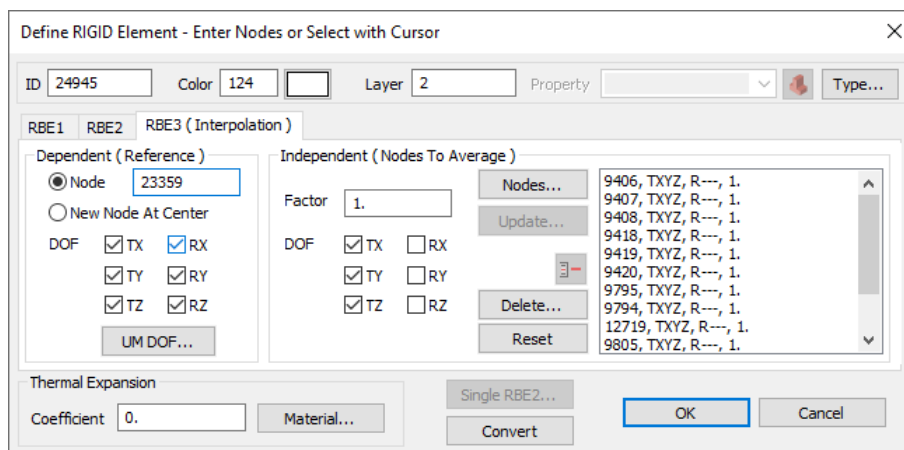 Define RIGID Element - Enter Nodes or Select with Cursor
ID 24945 Color 124 Layer 2 Property Type...
RBE1 RBE2 RBE3 ( Interpolation )
Dependent ( Reference )
Node 23359
New Node At Center
DOF TX RX
TY RY
TZ RZ
UM DOF...
Independent ( Nodes To Average )
Factor 1.
DOF TX RX
TY RY
TZ RZ
Nodes...
Update...
Delete...
Reset
9406, TXYZ, R---, 1.
9407, TXYZ, R---, 1.
9408, TXYZ, R---, 1.
9418, TXYZ, R---, 1.
9419, TXYZ, R---, 1.
9420, TXYZ, R---, 1.
9795, TXYZ, R---, 1.
9794, TXYZ, R---, 1.
12719, TXYZ, R---, 1.
9805, TXYZ, R---, 1.
Thermal Expansion
Coefficient 0. Material...
Single RBE2...
Convert
OK Cancel